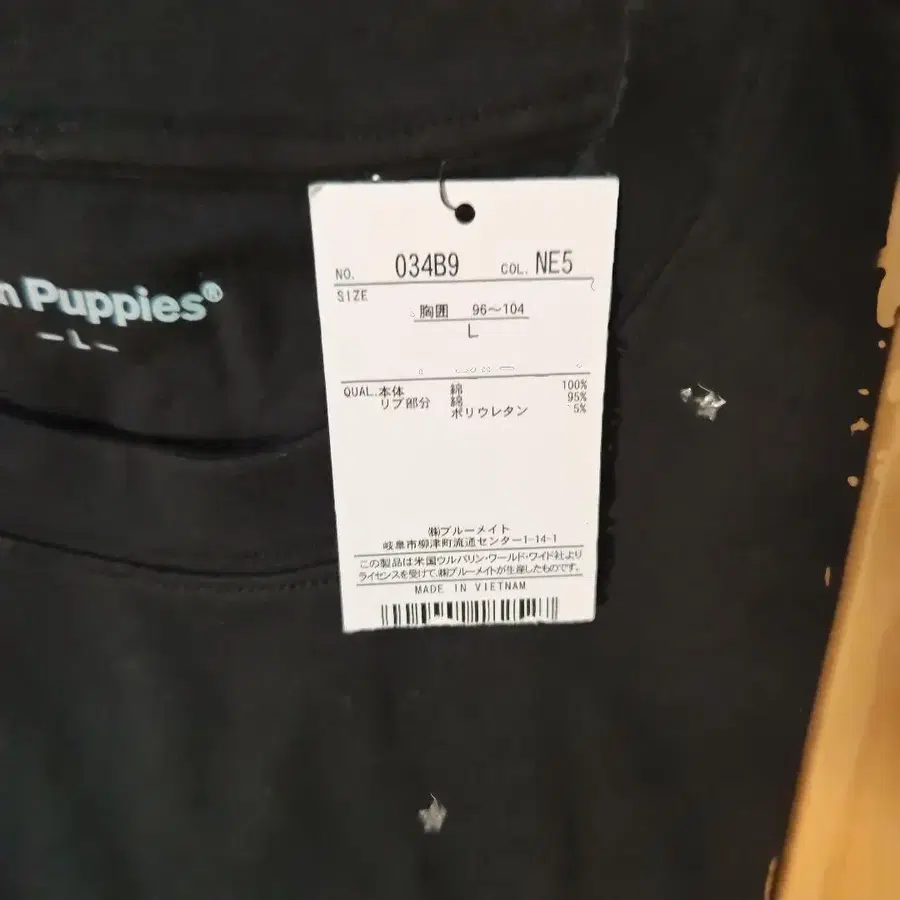 n Puppies®
–L–
NO. 034B9 COL. NE5
SIZE
胸囲 96〜104
L
QUAL. 本体 綿 100%
リブ部分 綿 95%
ポリウレタン 5%
㈱ブルーメイト
岐阜市柳津町流通センター1-14-1
この製品は米国ウルバリン・ワールド・ワイド社より
ライセンスを受けて、㈱ブルーメイトが生産したものです。
MADE IN VIETNAM